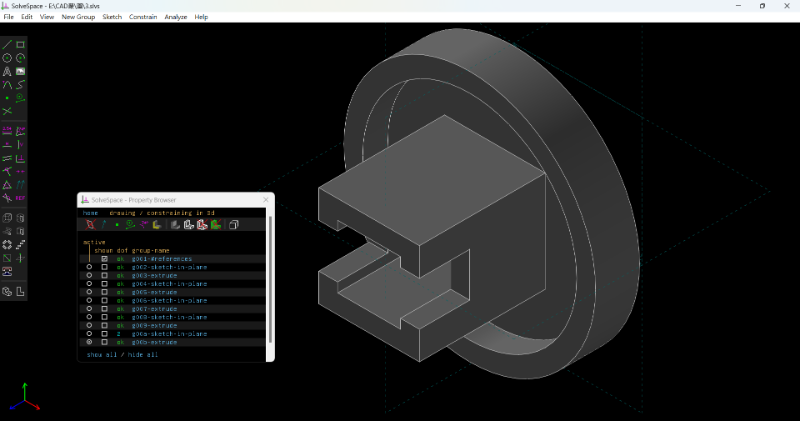 SolveSpace - E:\CAD\3.slvs
File Edit View New Group Sketch Constrain Analyze Help
SolveSpace - Property Browser
home drawing / constraining in 3d
active
shown dof group-name
ok g001-#references
ok g002-sketch-in-plane
ok g003-extrude
ok g004-sketch-in-plane
ok g005-extrude
ok g006-sketch-in-plane
ok g007-extrude
ok g008-sketch-in-plane
ok g009-extrude
2 g00a-sketch-in-plane
ok g00b-extrude
show all / hide all